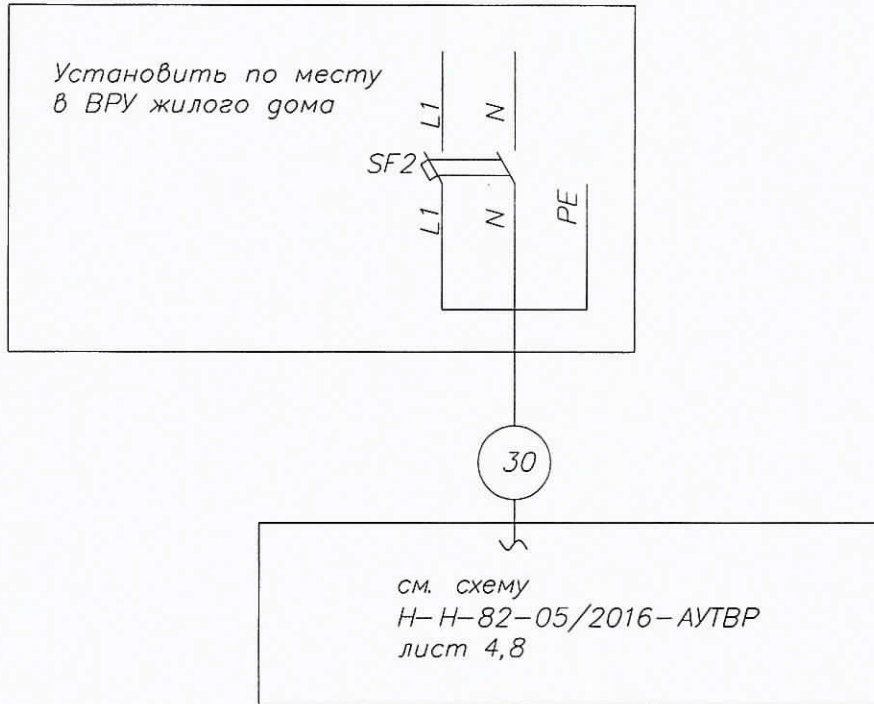 Установить по месту
в ВРУ жилого дома
L1
N
SF2
L1
N
PE
30
см. схему
Н-Н-82-05/2016-АУТВР
лист 4,8